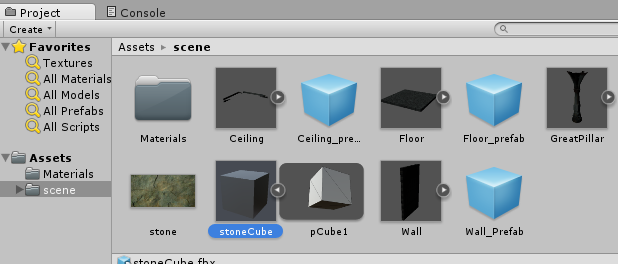 Project
Console
Create
Favorites
Textures
All Materials
All Models
All Prefabs
All Scripts
Assets
Materials
scene
Assets scene
Materials Ceiling Ceiling_pre... Floor Floor_prefab GreatPillar
stone stoneCube pCube1 Wall Wall_Prefab
stoneCube.fbx